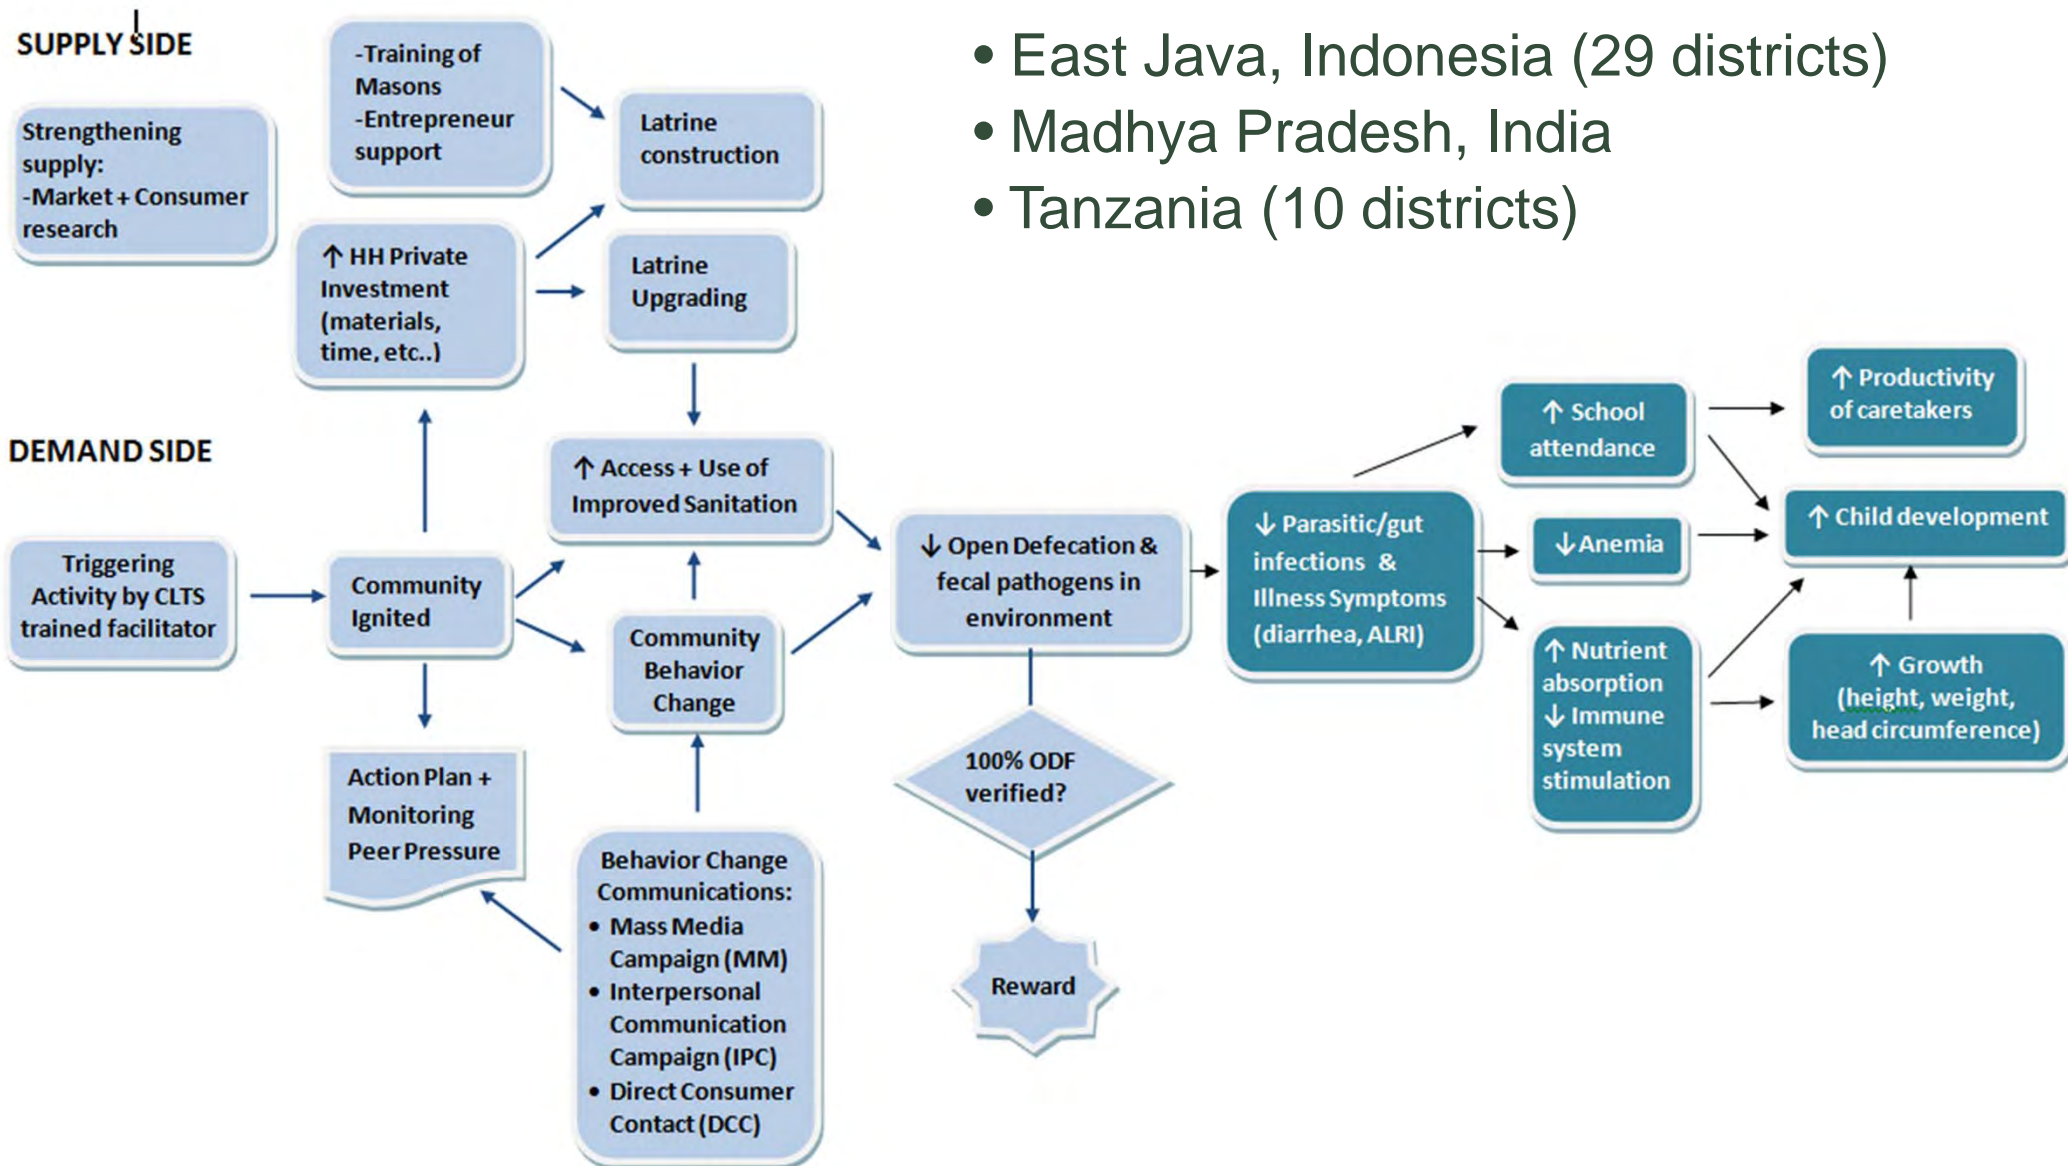 SUPPLY SIDE
Strengthening
supply:
-Market + Consumer
research
-Training of
Masons
-Entrepreneur
support
Latrine
construction
↑ HH Private
Investment
(materials,
time, etc..)
Latrine
Upgrading
• East Java, Indonesia (29 districts)
• Madhya Pradesh, India
• Tanzania (10 districts)
DEMAND SIDE
Triggering
Activity by CLTS
trained facilitator
Community
Ignited
↑ Access + Use of
Improved Sanitation
Community
Behavior
Change
Action Plan +
Monitoring
Peer Pressure
Behavior Change
Communications:
• Mass Media
Campaign (MM)
• Interpersonal
Communication
Campaign (IPC)
• Direct Consumer
Contact (DCC)
↓ Open Defecation &
fecal pathogens in
environment
100% ODF
verified?
Reward
↓ Parasitic/gut
infections &
Illness Symptoms
(diarrhea, ALRI)
↑ School
attendance
↓ Anemia
↑ Nutrient
absorption
↓ Immune
system
stimulation
↑ Productivity
of caretakers
↑ Child development
↑ Growth
(height, weight,
head circumference)